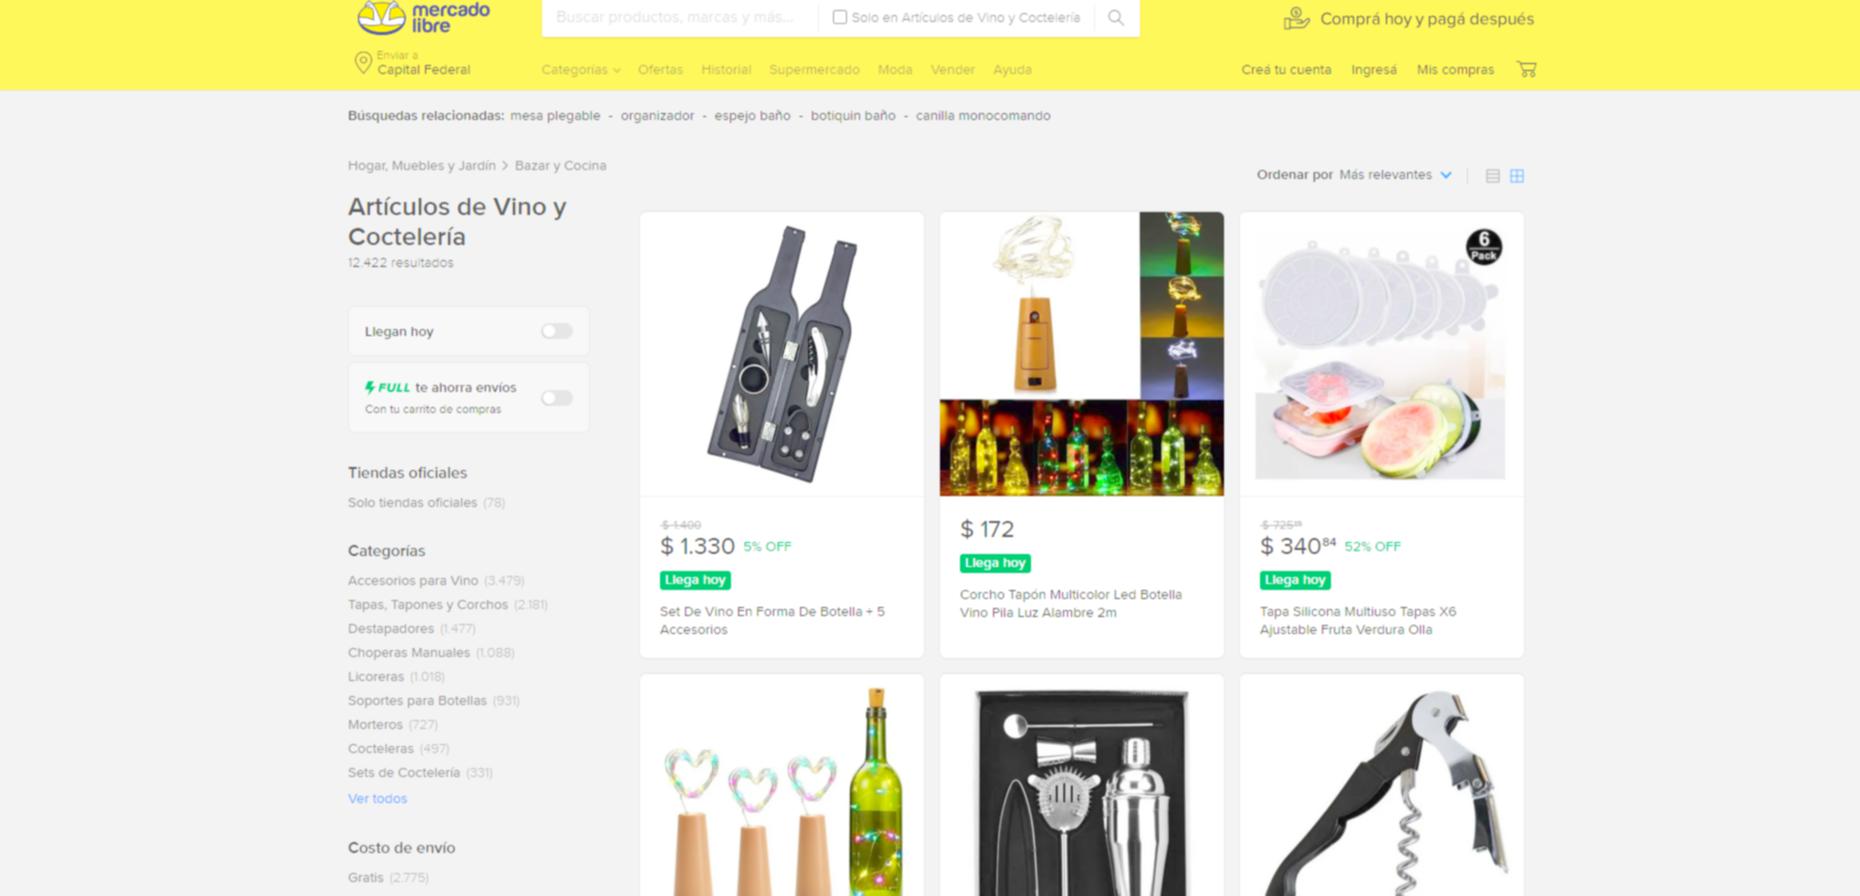 mercado
libre
Buscar productos, marcas y más...
Solo en Artículos de Vino y Coctelería
Comprá hoy y pagá después
Enviar a
Capital Federal
Categorías
Ofertas
Historial
Supermercado
Moda
Vender
Ayuda
Creá tu cuenta
Ingresá
Mis compras
Búsquedas relacionadas: mesa plegable - organizador - espejo baño - botiquin baño - canilla monocomando
Hogar, Muebles y Jardín > Bazar y Cocina
Ordenar por Más relevantes
Artículos de Vino y
Coctelería
12.422 resultados
Llegan hoy
FULL te ahorra envíos
Con tu carrito de compras
Tiendas oficiales
Solo tiendas oficiales (78)
Categorías
Accesorios para Vino (3.479)
Tapas, Tapones y Corchos (2.181)
Destapadores (1.477)
Choperas Manuales (1.088)
Licoreras (1.018)
Soportes para Botellas (931)
Morteros (727)
Cocteleras (497)
Sets de Coctelería (331)
Ver todos
Costo de envío
Gratis (2.775)
$ 1.400
$ 1.330 5% OFF
Llega hoy
Set De Vino En Forma De Botella + 5
Accesorios
$ 172
Llega hoy
Corcho Tapón Multicolor Led Botella
Vino Pila Luz Alambre 2m
6
Pack
$ 725
$ 340 84 52% OFF
Llega hoy
Tapa Silicona Multiuso Tapas X6
Ajustable Fruta Verdura Olla